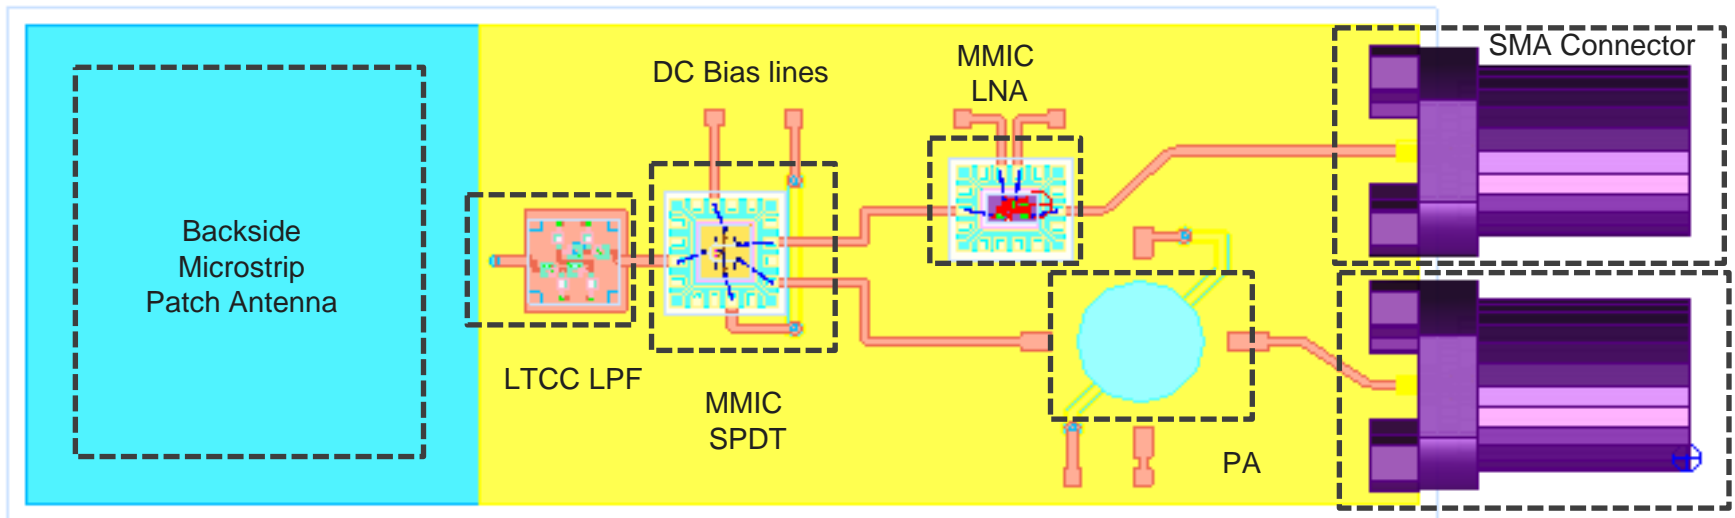 SMA Connector
MMIC
LNA
DC Bias lines
Backside
Microstrip
Patch Antenna
LTCC LPF
MMIC
SPDT
PA